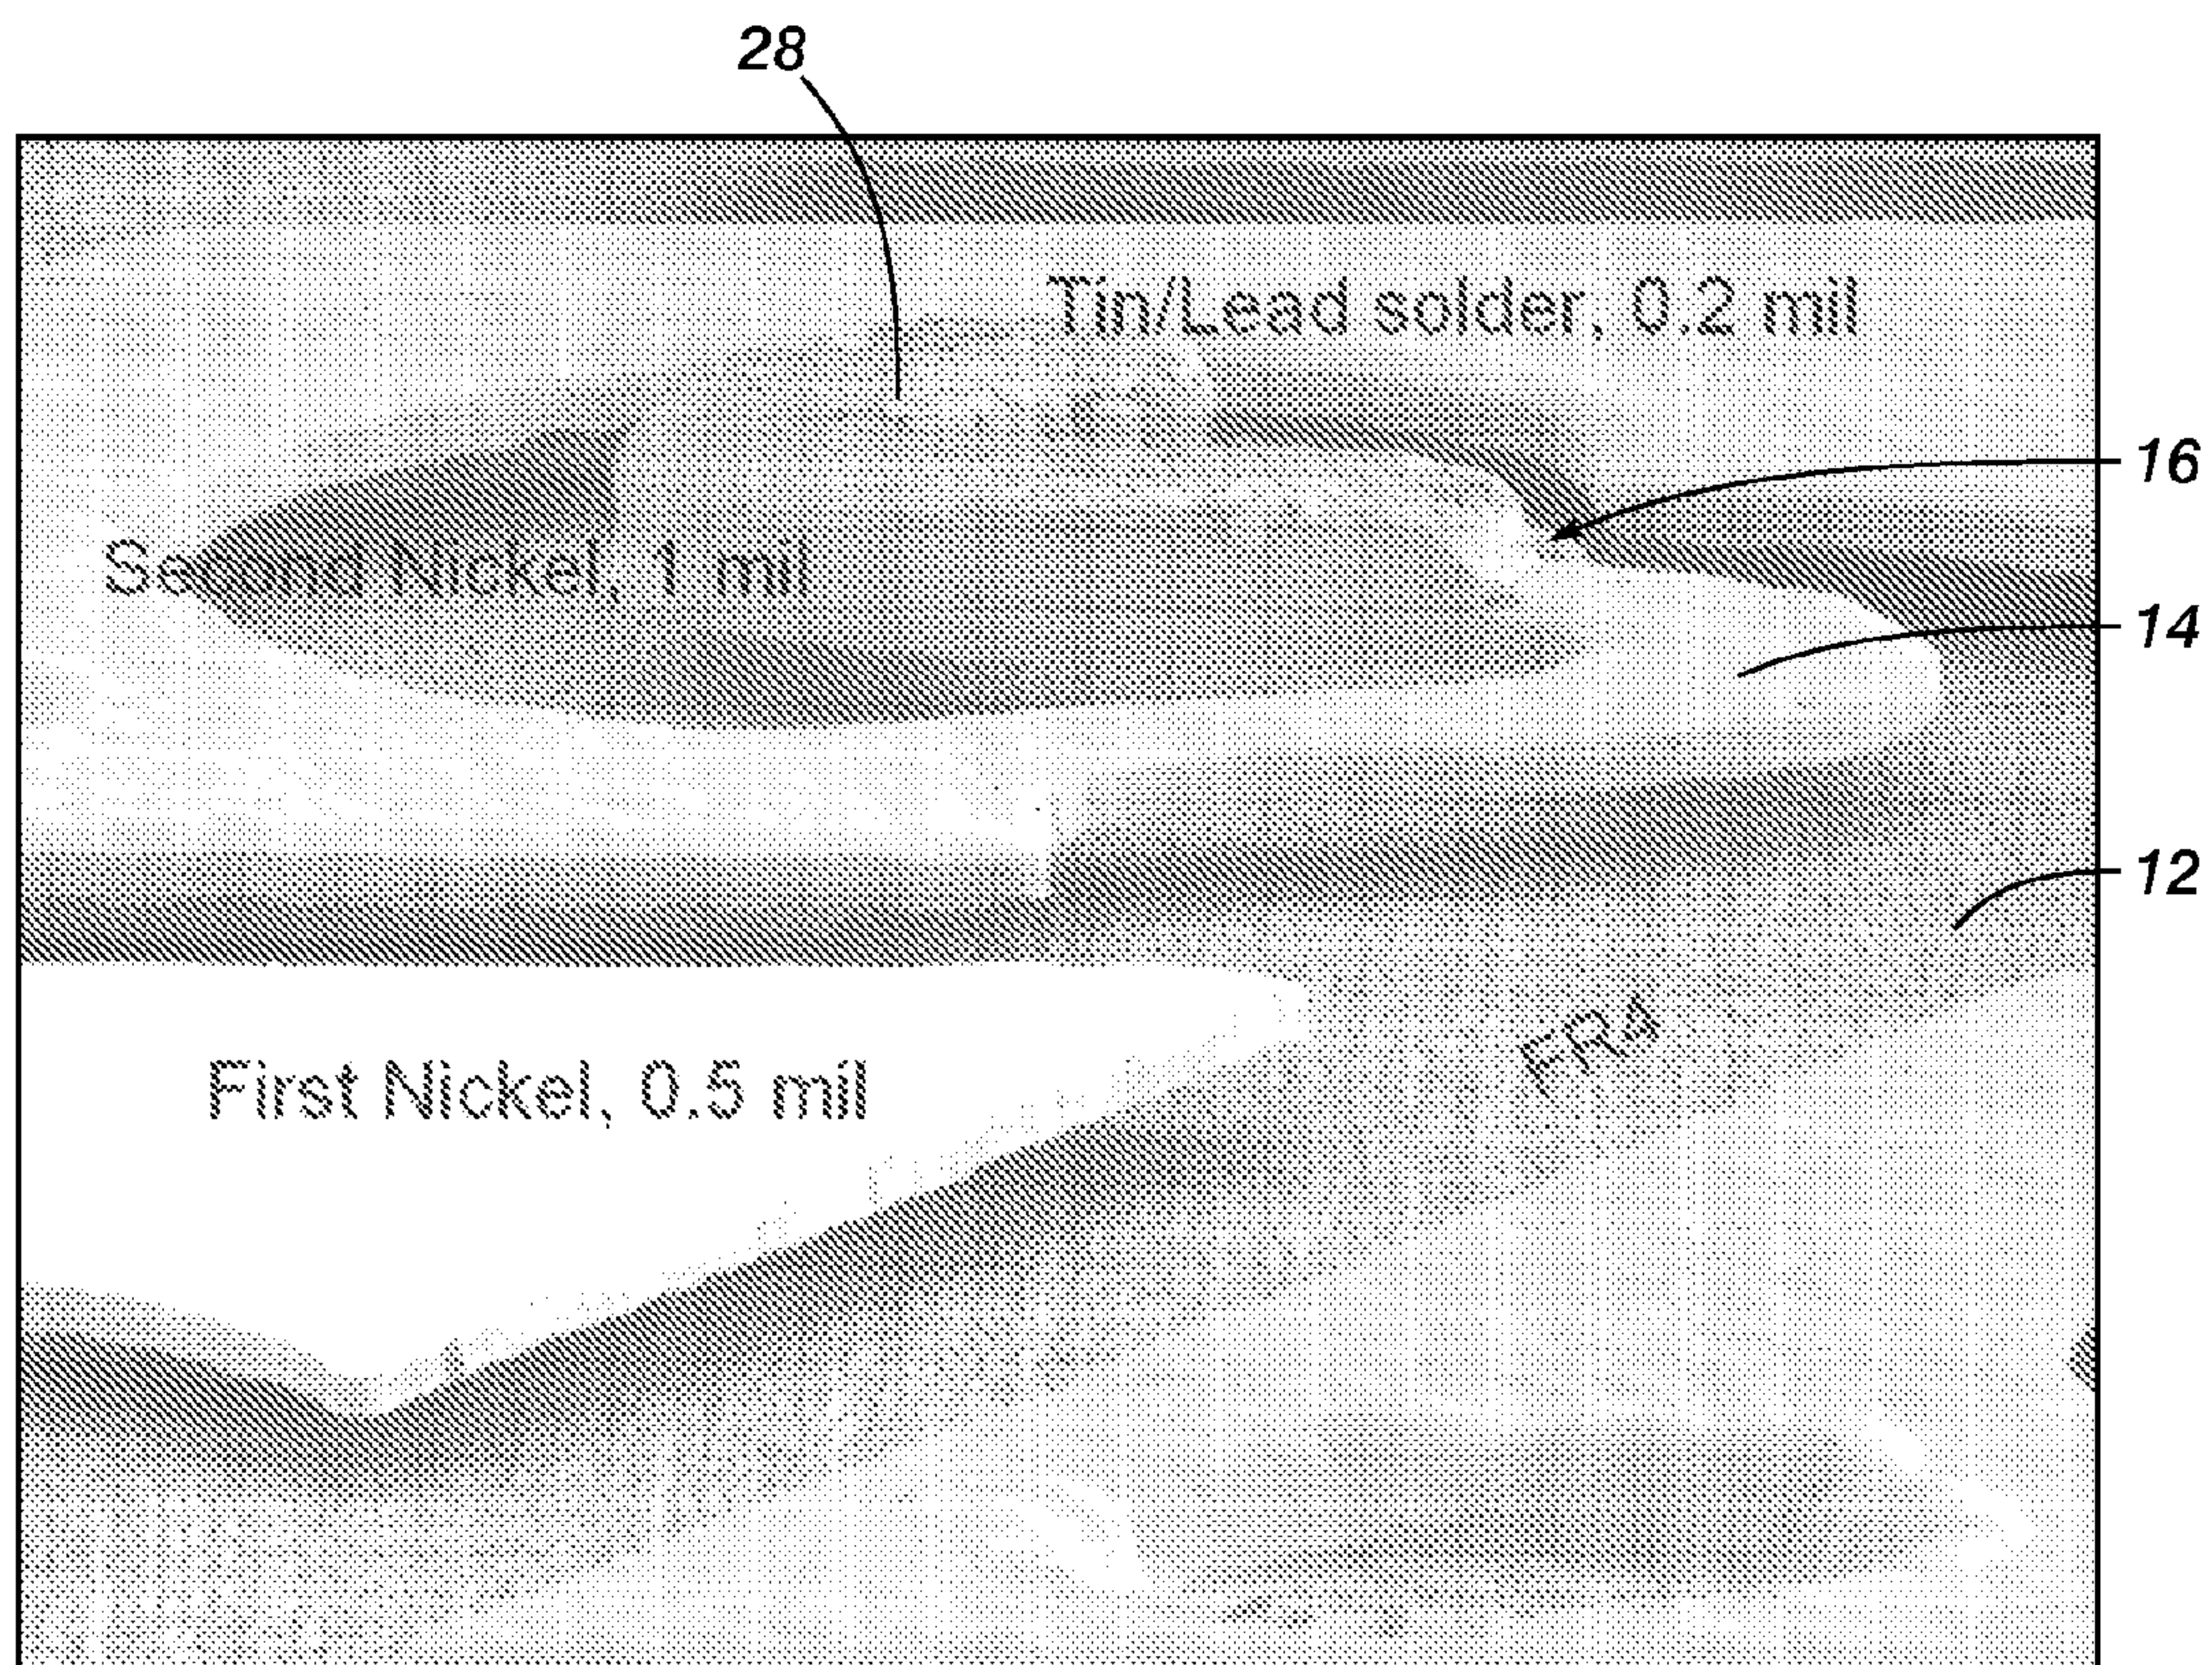 28
Tin/Lead solder, 0.2 mil
16
Second Nickel, 1 mil
14
12
FR4
First Nickel, 0.5 mil